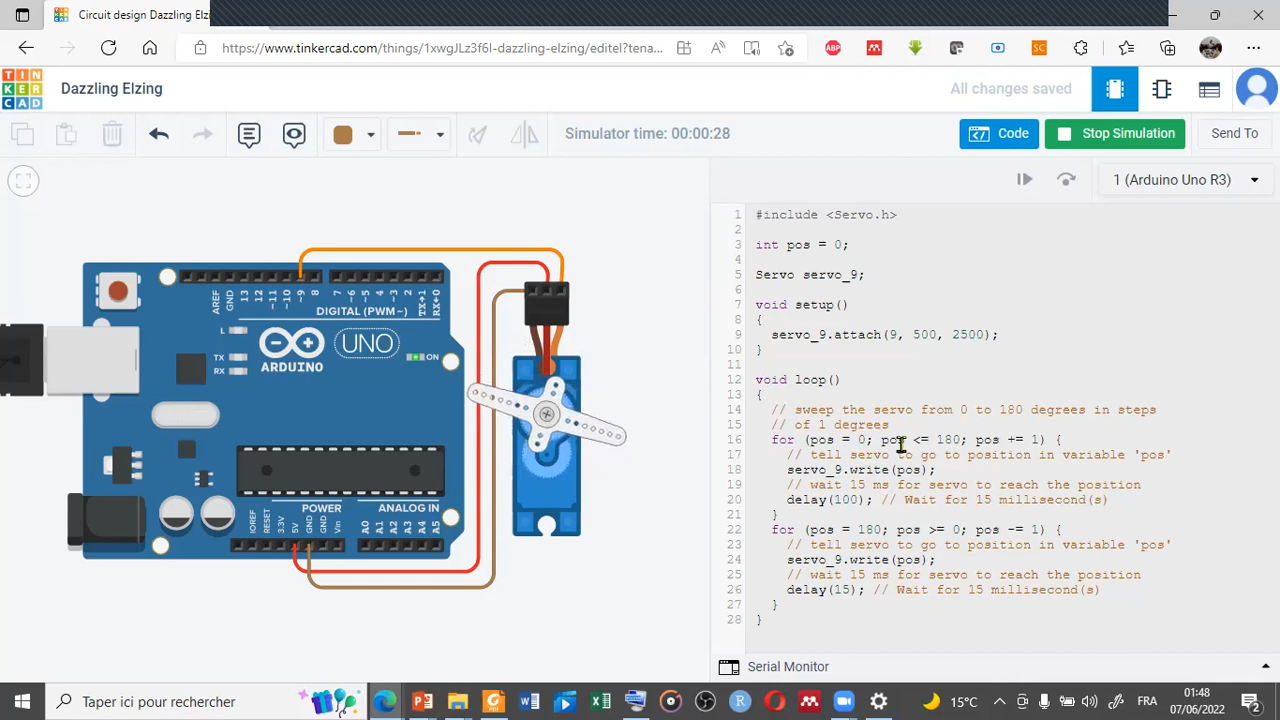 Circuit design Dazzling Elzin
https://www.tinkercad.com/things/1xwgJLz3f6I-dazzling-elzing/editel?tena...
ABP
SC
TIN
KER
CAD
Dazzling Elzing
All changes saved
Simulator time: 00:00:28
Code
Stop Simulation
Send To
1 (Arduino Uno R3)
AREF
GND
13
12
~11
~10
~9
8
7
~6
~5
4
~3
2
TX→1
RX←0
DIGITAL (PWM~)
L
TX
RX
ARDUINO
UNO
ON
POWER
ANALOG IN
IOREF
RESET
3.3V
5V
GND
GND
Vin
A0
A1
A2
A3
A4
A5
1 #include <Servo.h>
2
3 int pos = 0;
4
5 Servo servo_9;
6
7 void setup()
8 {
9 servo_9.attach(9, 500, 2500);
10 }
11
12 void loop()
13 {
14 // sweep the servo from 0 to 180 degrees in steps
15 // of 1 degrees
16 for (pos = 0; pos <= 180; pos += 1) {
17 // tell servo to go to position in variable 'pos'
18 servo_9.write(pos);
19 // wait 15 ms for servo to reach the position
20 delay(100); // Wait for 15 millisecond(s)
21 }
22 for (pos = 180; pos >= 0; pos -= 1) {
23 // tell servo to go to position in variable 'pos'
24 servo_9.write(pos);
25 // wait 15 ms for servo to reach the position
26 delay(15); // Wait for 15 millisecond(s)
27 }
28 }
Serial Monitor
Taper ici pour rechercher
15°C
FRA
01:48
07/06/2022
2